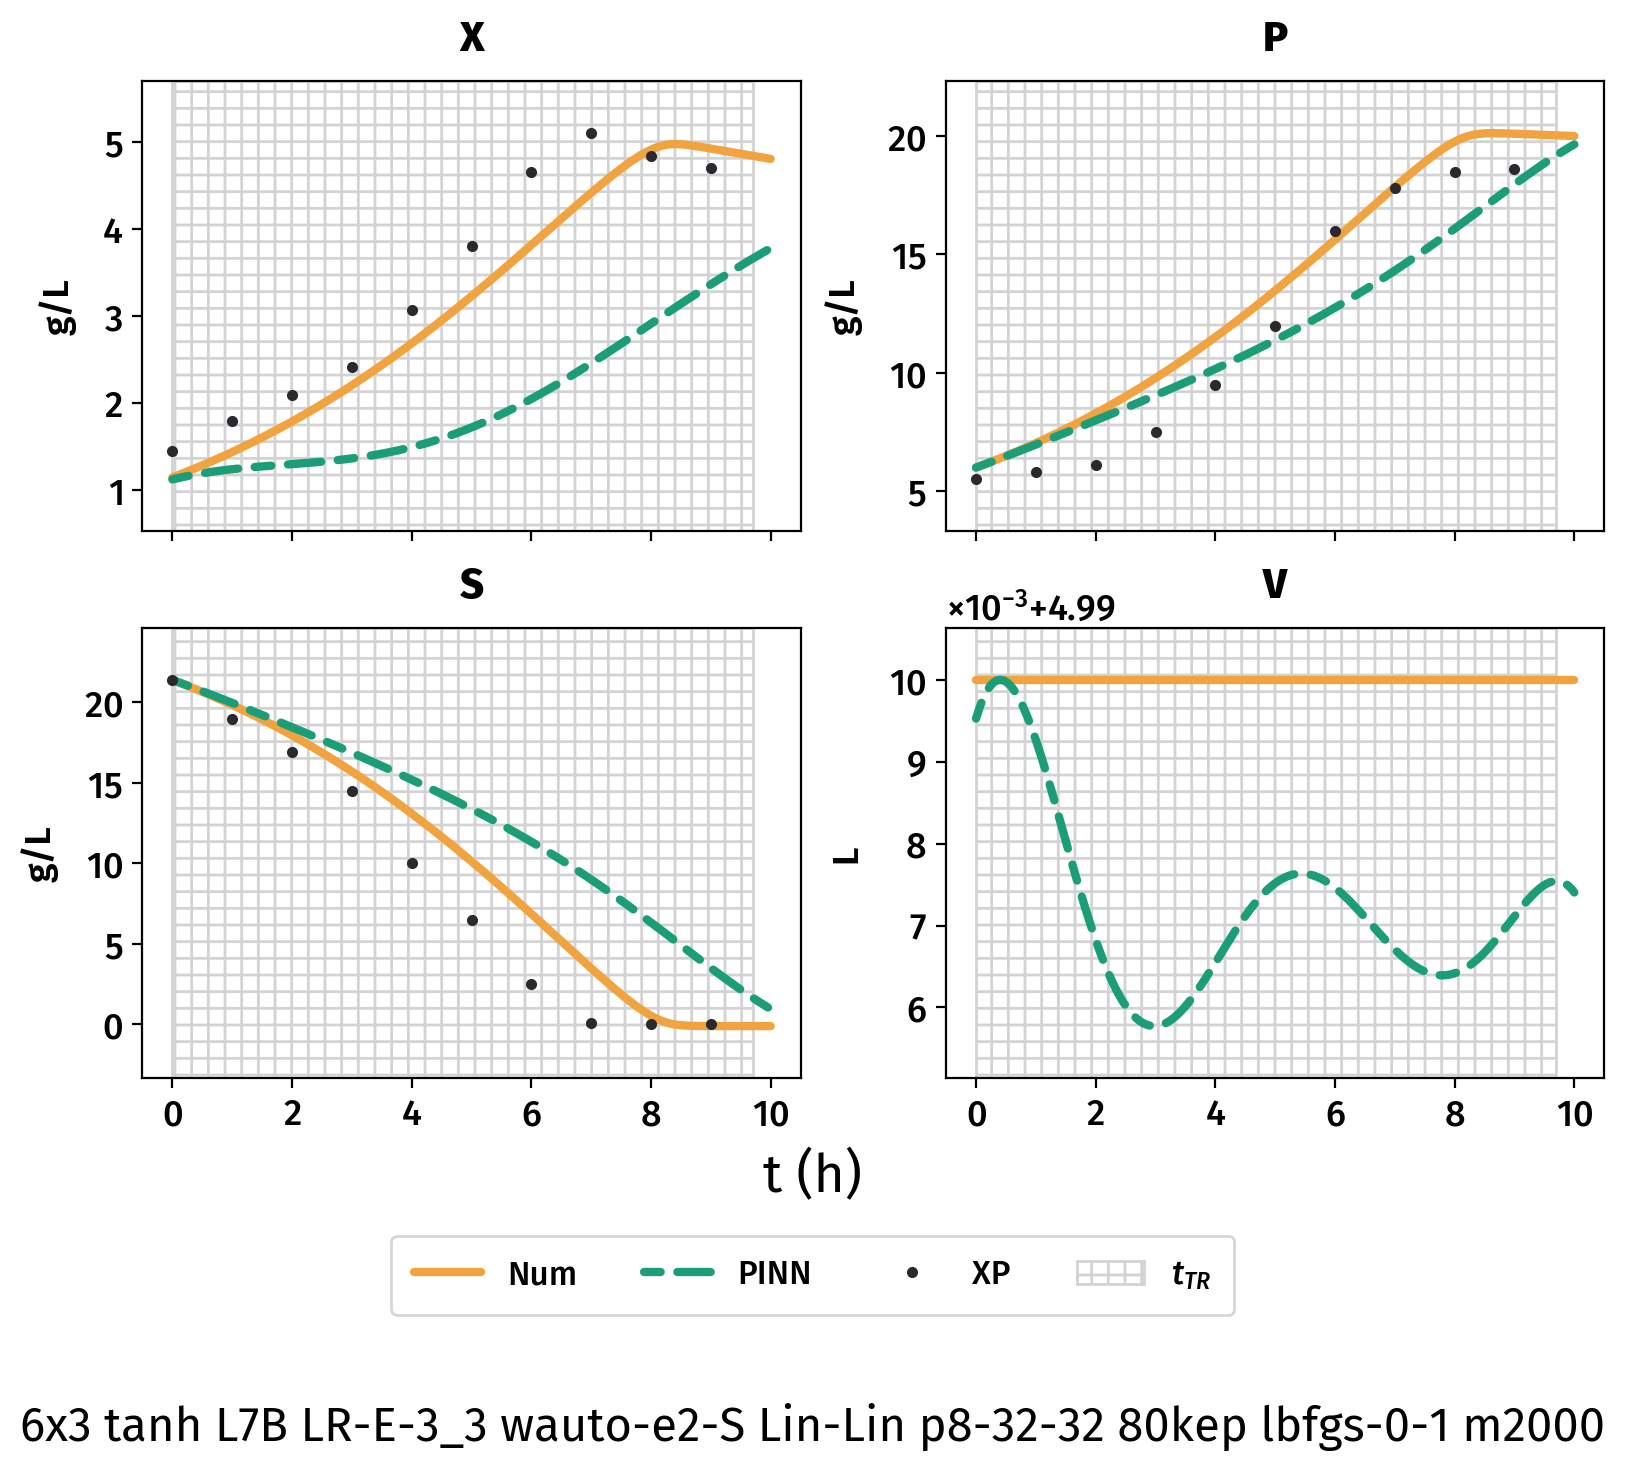 X
P
5
4
3
2
1
g/L
20
15
10
5
g/L
S
V
×10⁻³+4.99
20
15
10
5
0
g/L
10
9
8
7
6
L
0 2 4 6 8 10
0 2 4 6 8 10
t (h)
Num PINN XP t_TR
6x3 tanh L7B LR-E-3_3 wauto-e2-S Lin-Lin p8-32-32 80kep lbfgs-0-1 m2000